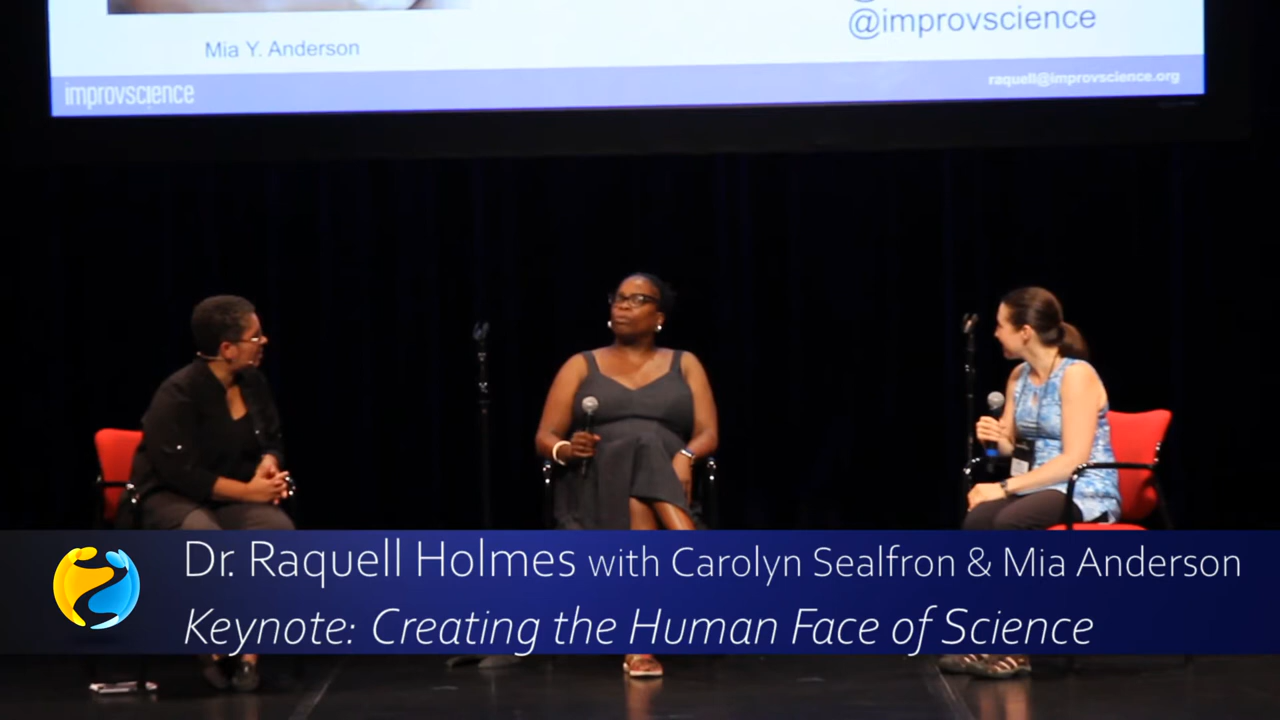 @improvscience
Mia Y. Anderson
improvscience
raquell@improvscience.org
Dr. Raquell Holmes with Carolyn Sealfron & Mia Anderson
Keynote: Creating the Human Face of Science